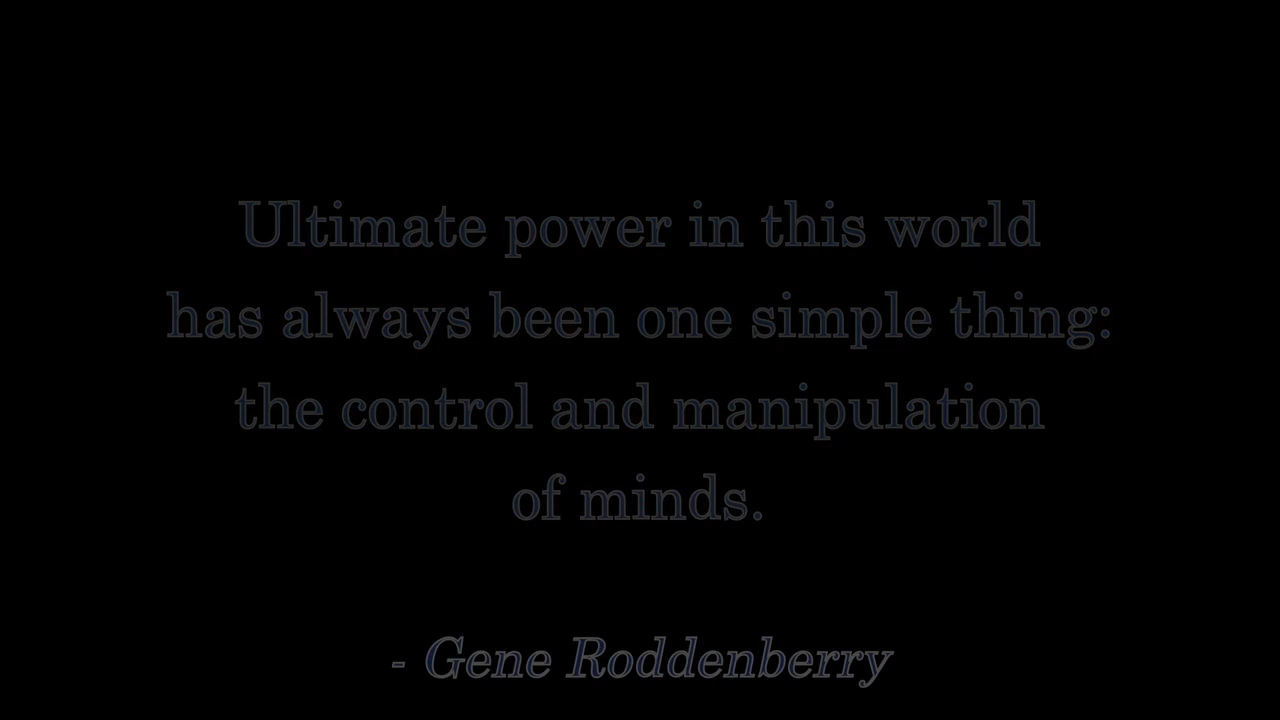 Ultimate power in this world
has always been one simple thing:
the control and manipulation
of minds.
- Gene Roddenberry